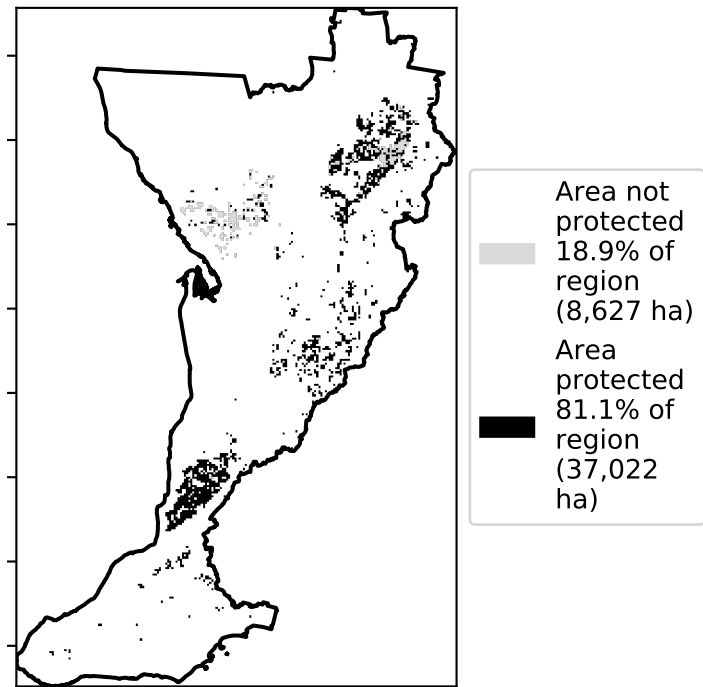 Area not
protected
18.9% of
region
(8,627 ha)
Area
protected
81.1% of
region
(37,022
ha)